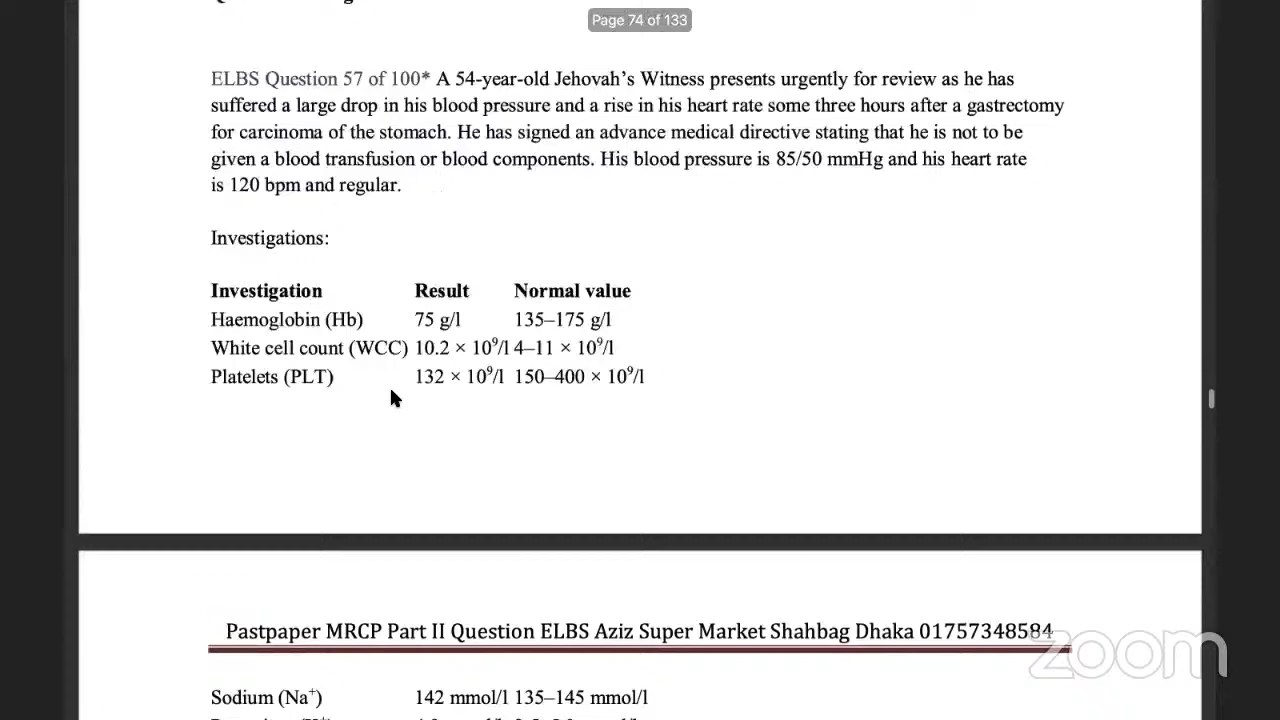 Page 74 of 133
ELBS Question 57 of 100* A 54-year-old Jehovah's Witness presents urgently for review as he has
suffered a large drop in his blood pressure and a rise in his heart rate some three hours after a gastrectomy
for carcinoma of the stomach. He has signed an advance medical directive stating that he is not to be
given a blood transfusion or blood components. His blood pressure is 85/50 mmHg and his heart rate
is 120 bpm and regular.
Investigations:
Investigation Result Normal value
Haemoglobin (Hb) 75 g/l 135–175 g/l
White cell count (WCC) 10.2 × 10⁹/l 4–11 × 10⁹/l
Platelets (PLT) 132 × 10⁹/l 150–400 × 10⁹/l
Pastpaper MRCP Part II Question ELBS Aziz Super Market Shahbag Dhaka 01757348584
zoom
Sodium (Na⁺) 142 mmol/l 135–145 mmol/l